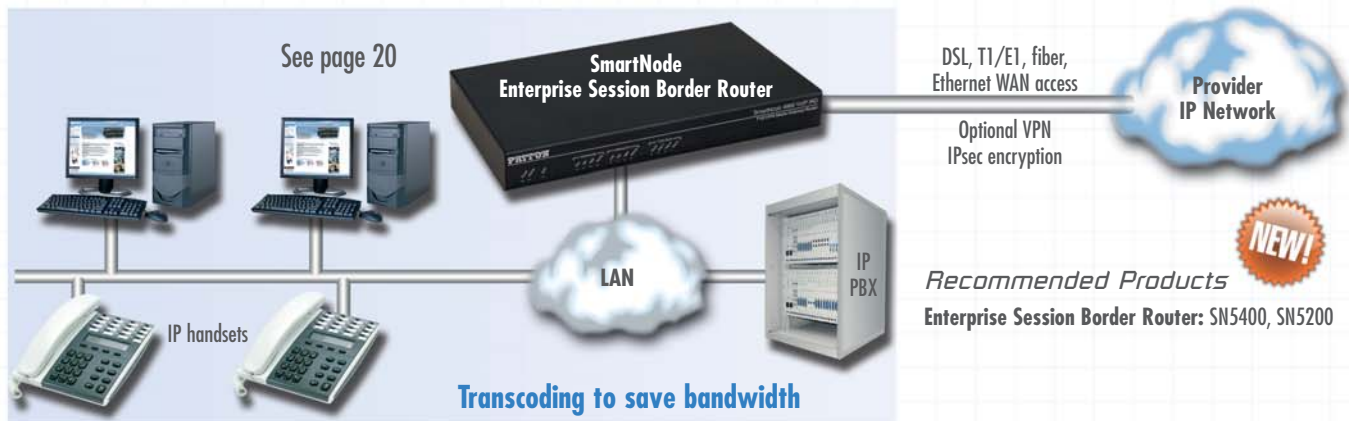 See page 20
SmartNode
Enterprise Session Border Router
PATTON
DSL, T1/E1, fiber,
Ethernet WAN access
Optional VPN
IPsec encryption
Provider
IP Network
LAN
IP
PBX
IP handsets
NEW!
Recommended Products
Enterprise Session Border Router: SN5400, SN5200
Transcoding to save bandwidth